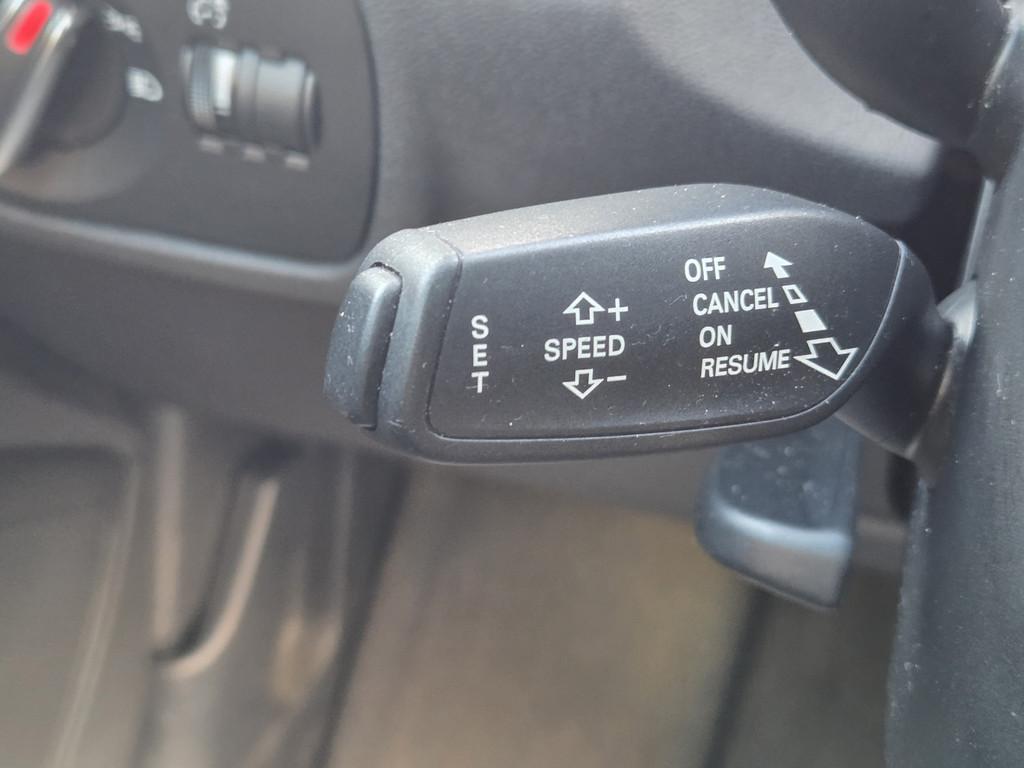 SET
SPEED
+
−
OFF
CANCEL
ON
RESUME